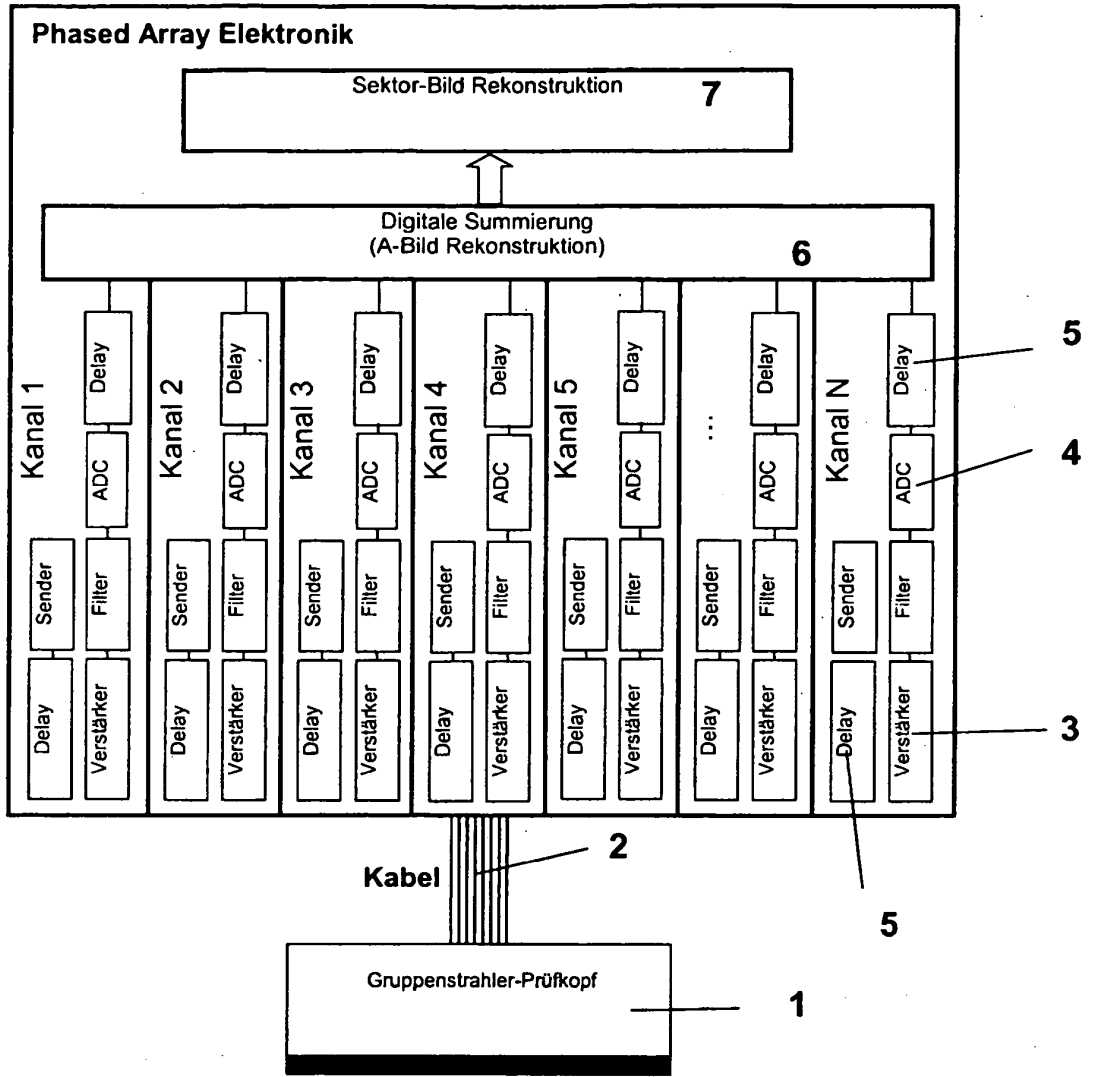 Phased Array Elektronik
Sektor-Bild Rekonstruktion 7
Digitale Summierung
(A-Bild Rekonstruktion) 6
Kanal 1
Delay
ADC
Sender
Filter
Delay
Verstärker
Kanal 2
Delay
ADC
Sender
Filter
Delay
Verstärker
Kanal 3
Delay
ADC
Sender
Filter
Delay
Verstärker
Kanal 4
Delay
ADC
Sender
Filter
Delay
Verstärker
Kanal 5
Delay
ADC
Sender
Filter
Delay
Verstärker
...
Delay
ADC
Sender
Filter
Delay
Verstärker
Kanal N
Delay
ADC
Sender
Filter
Delay
Verstärker
5
4
3
Kabel
2
5
Gruppenstrahler-Prüfkopf
1